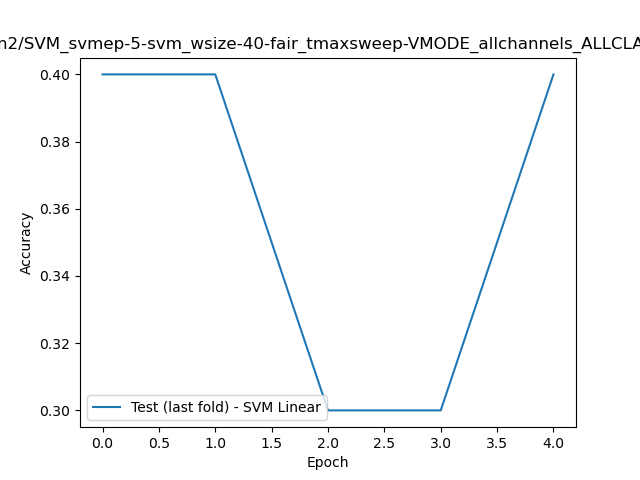 n2/SVM_svmep-5-svm_wsize-40-fair_tmaxsweep-VMODE_allchannels_ALLCLA
0.40
0.38
0.36
0.34
0.32
0.30
Accuracy
Test (last fold) - SVM Linear
0.0 0.5 1.0 1.5 2.0 2.5 3.0 3.5 4.0
Epoch